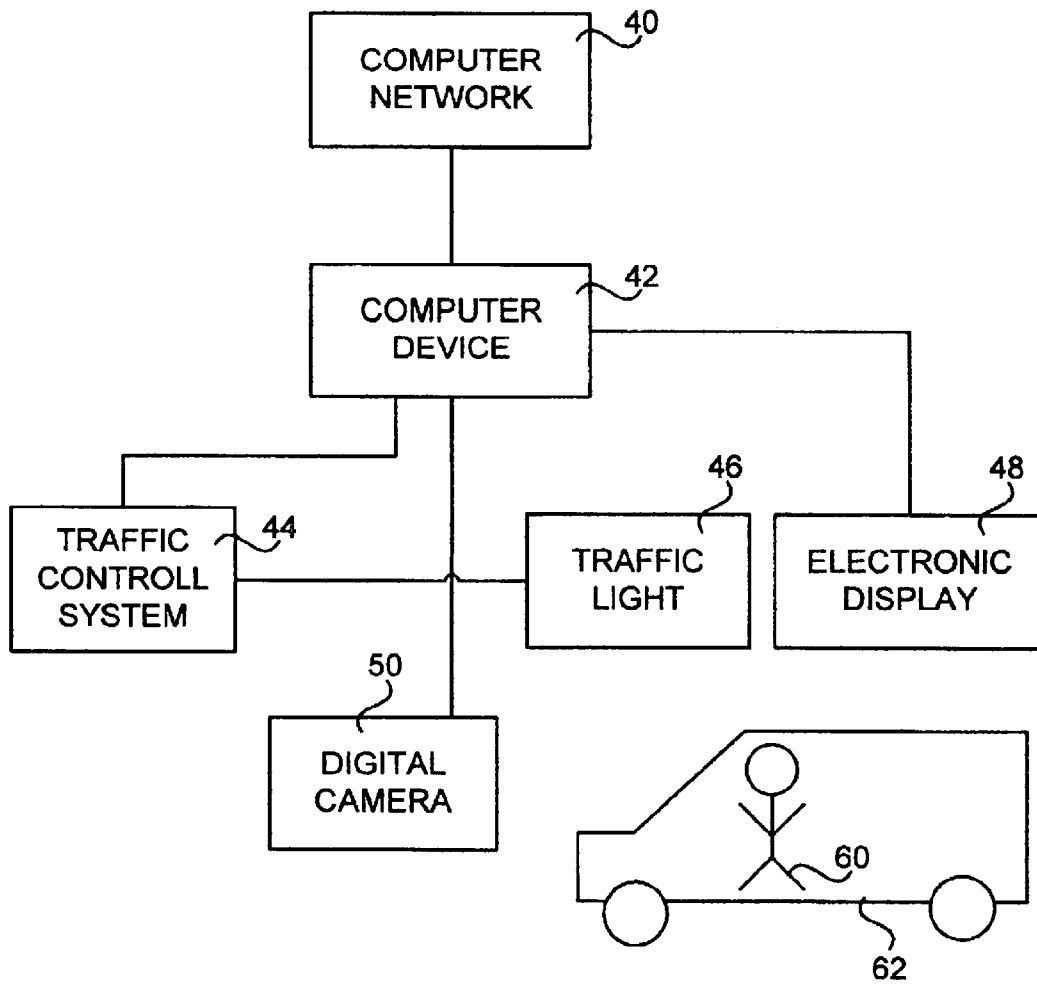 40
COMPUTER
NETWORK
42
COMPUTER
DEVICE
44
TRAFFIC
CONTROLL
SYSTEM
46
TRAFFIC
LIGHT
48
ELECTRONIC
DISPLAY
50
DIGITAL
CAMERA
60
62